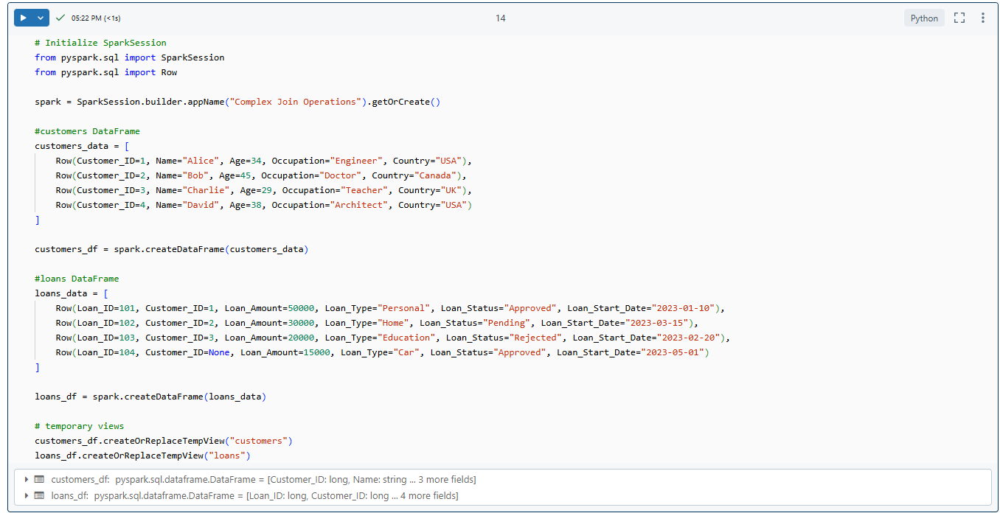 05:22 PM (<1s)
14
Python
# Initialize SparkSession
from pyspark.sql import SparkSession
from pyspark.sql import Row
spark = SparkSession.builder.appName("Complex Join Operations").getOrCreate()
#customers DataFrame
customers_data = [
    Row(Customer_ID=1, Name="Alice", Age=34, Occupation="Engineer", Country="USA"),
    Row(Customer_ID=2, Name="Bob", Age=45, Occupation="Doctor", Country="Canada"),
    Row(Customer_ID=3, Name="Charlie", Age=29, Occupation="Teacher", Country="UK"),
    Row(Customer_ID=4, Name="David", Age=38, Occupation="Architect", Country="USA")
]
customers_df = spark.createDataFrame(customers_data)
#loans DataFrame
loans_data = [
    Row(Loan_ID=101, Customer_ID=1, Loan_Amount=50000, Loan_Type="Personal", Loan_Status="Approved", Loan_Start_Date="2023-01-10"),
    Row(Loan_ID=102, Customer_ID=2, Loan_Amount=30000, Loan_Type="Home", Loan_Status="Pending", Loan_Start_Date="2023-03-15"),
    Row(Loan_ID=103, Customer_ID=3, Loan_Amount=20000, Loan_Type="Education", Loan_Status="Rejected", Loan_Start_Date="2023-02-20"),
    Row(Loan_ID=104, Customer_ID=None, Loan_Amount=15000, Loan_Type="Car", Loan_Status="Approved", Loan_Start_Date="2023-05-01")
]
loans_df = spark.createDataFrame(loans_data)
# temporary views
customers_df.createOrReplaceTempView("customers")
loans_df.createOrReplaceTempView("loans")
customers_df: pyspark.sql.dataframe.DataFrame = [Customer_ID: long, Name: string ... 3 more fields]
loans_df: pyspark.sql.dataframe.DataFrame = [Loan_ID: long, Customer_ID: long ... 4 more fields]